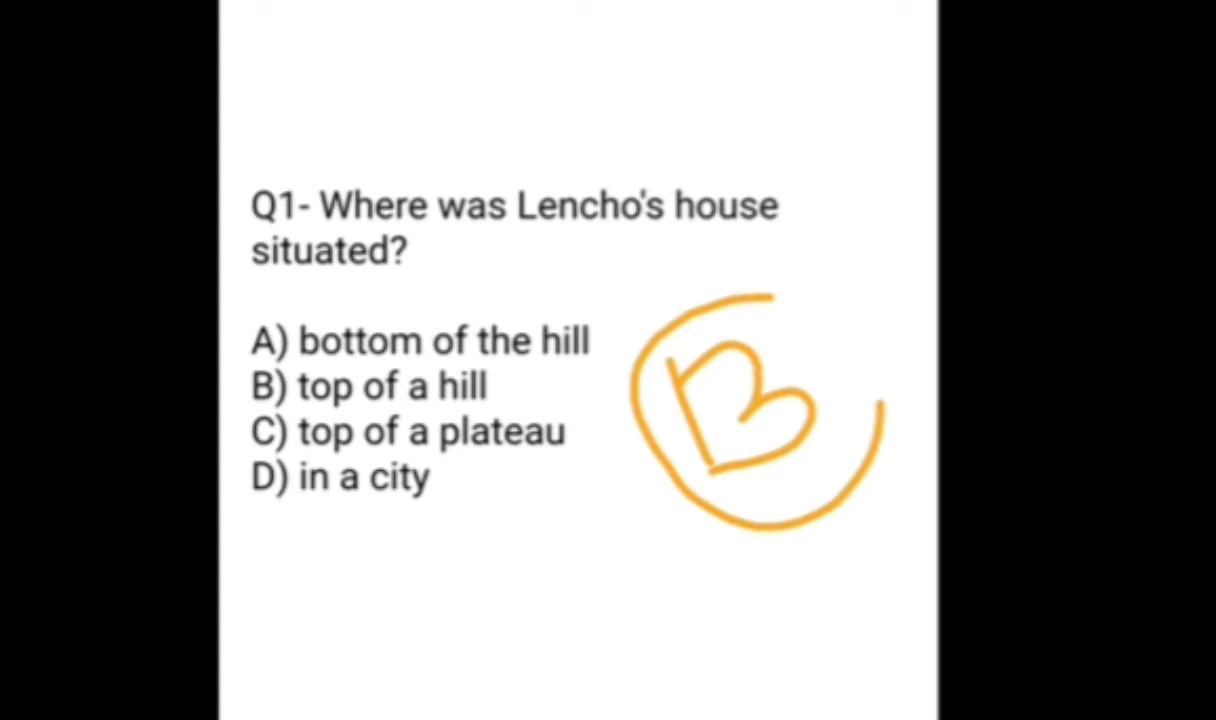 Q1- Where was Lencho's house
situated?
A) bottom of the hill
B) top of a hill
C) top of a plateau
D) in a city
B